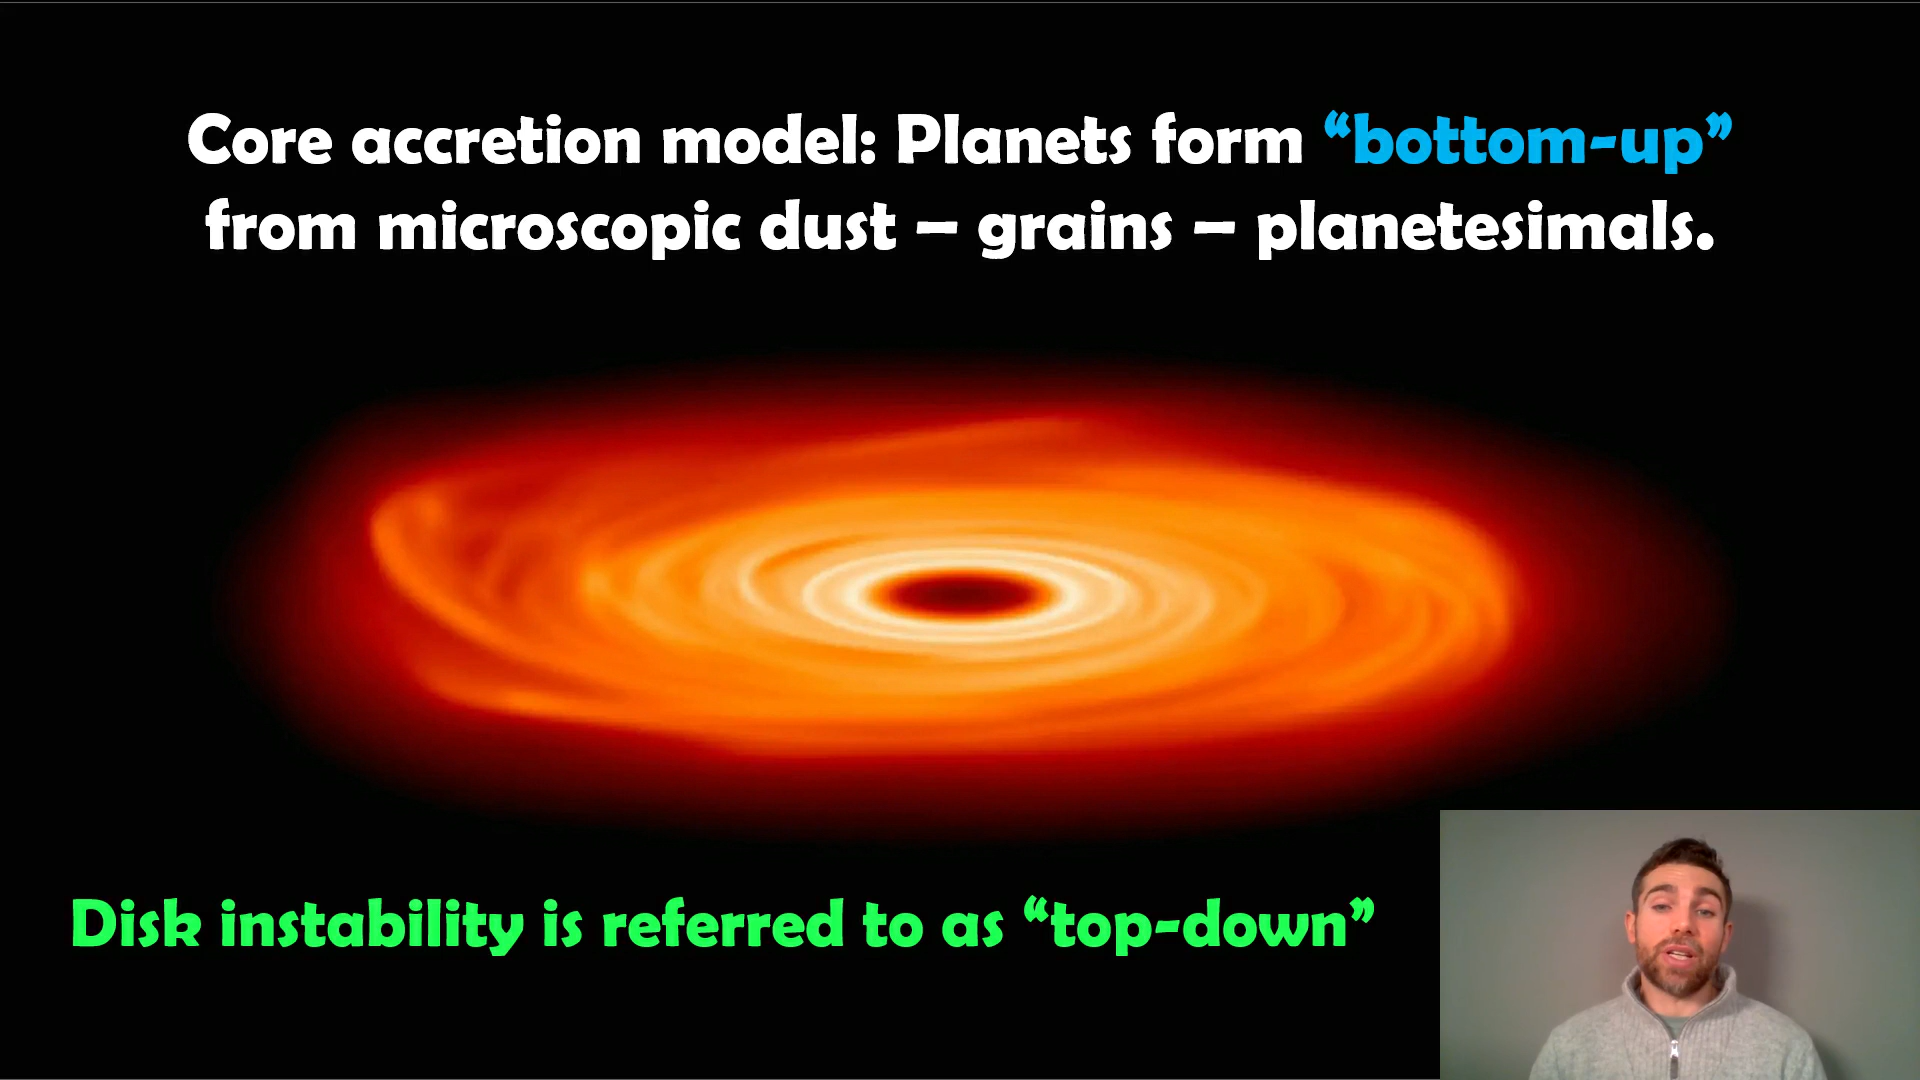 Core accretion model: Planets form “bottom-up”
from microscopic dust – grains – planetesimals.
Disk instability is referred to as “top-down”